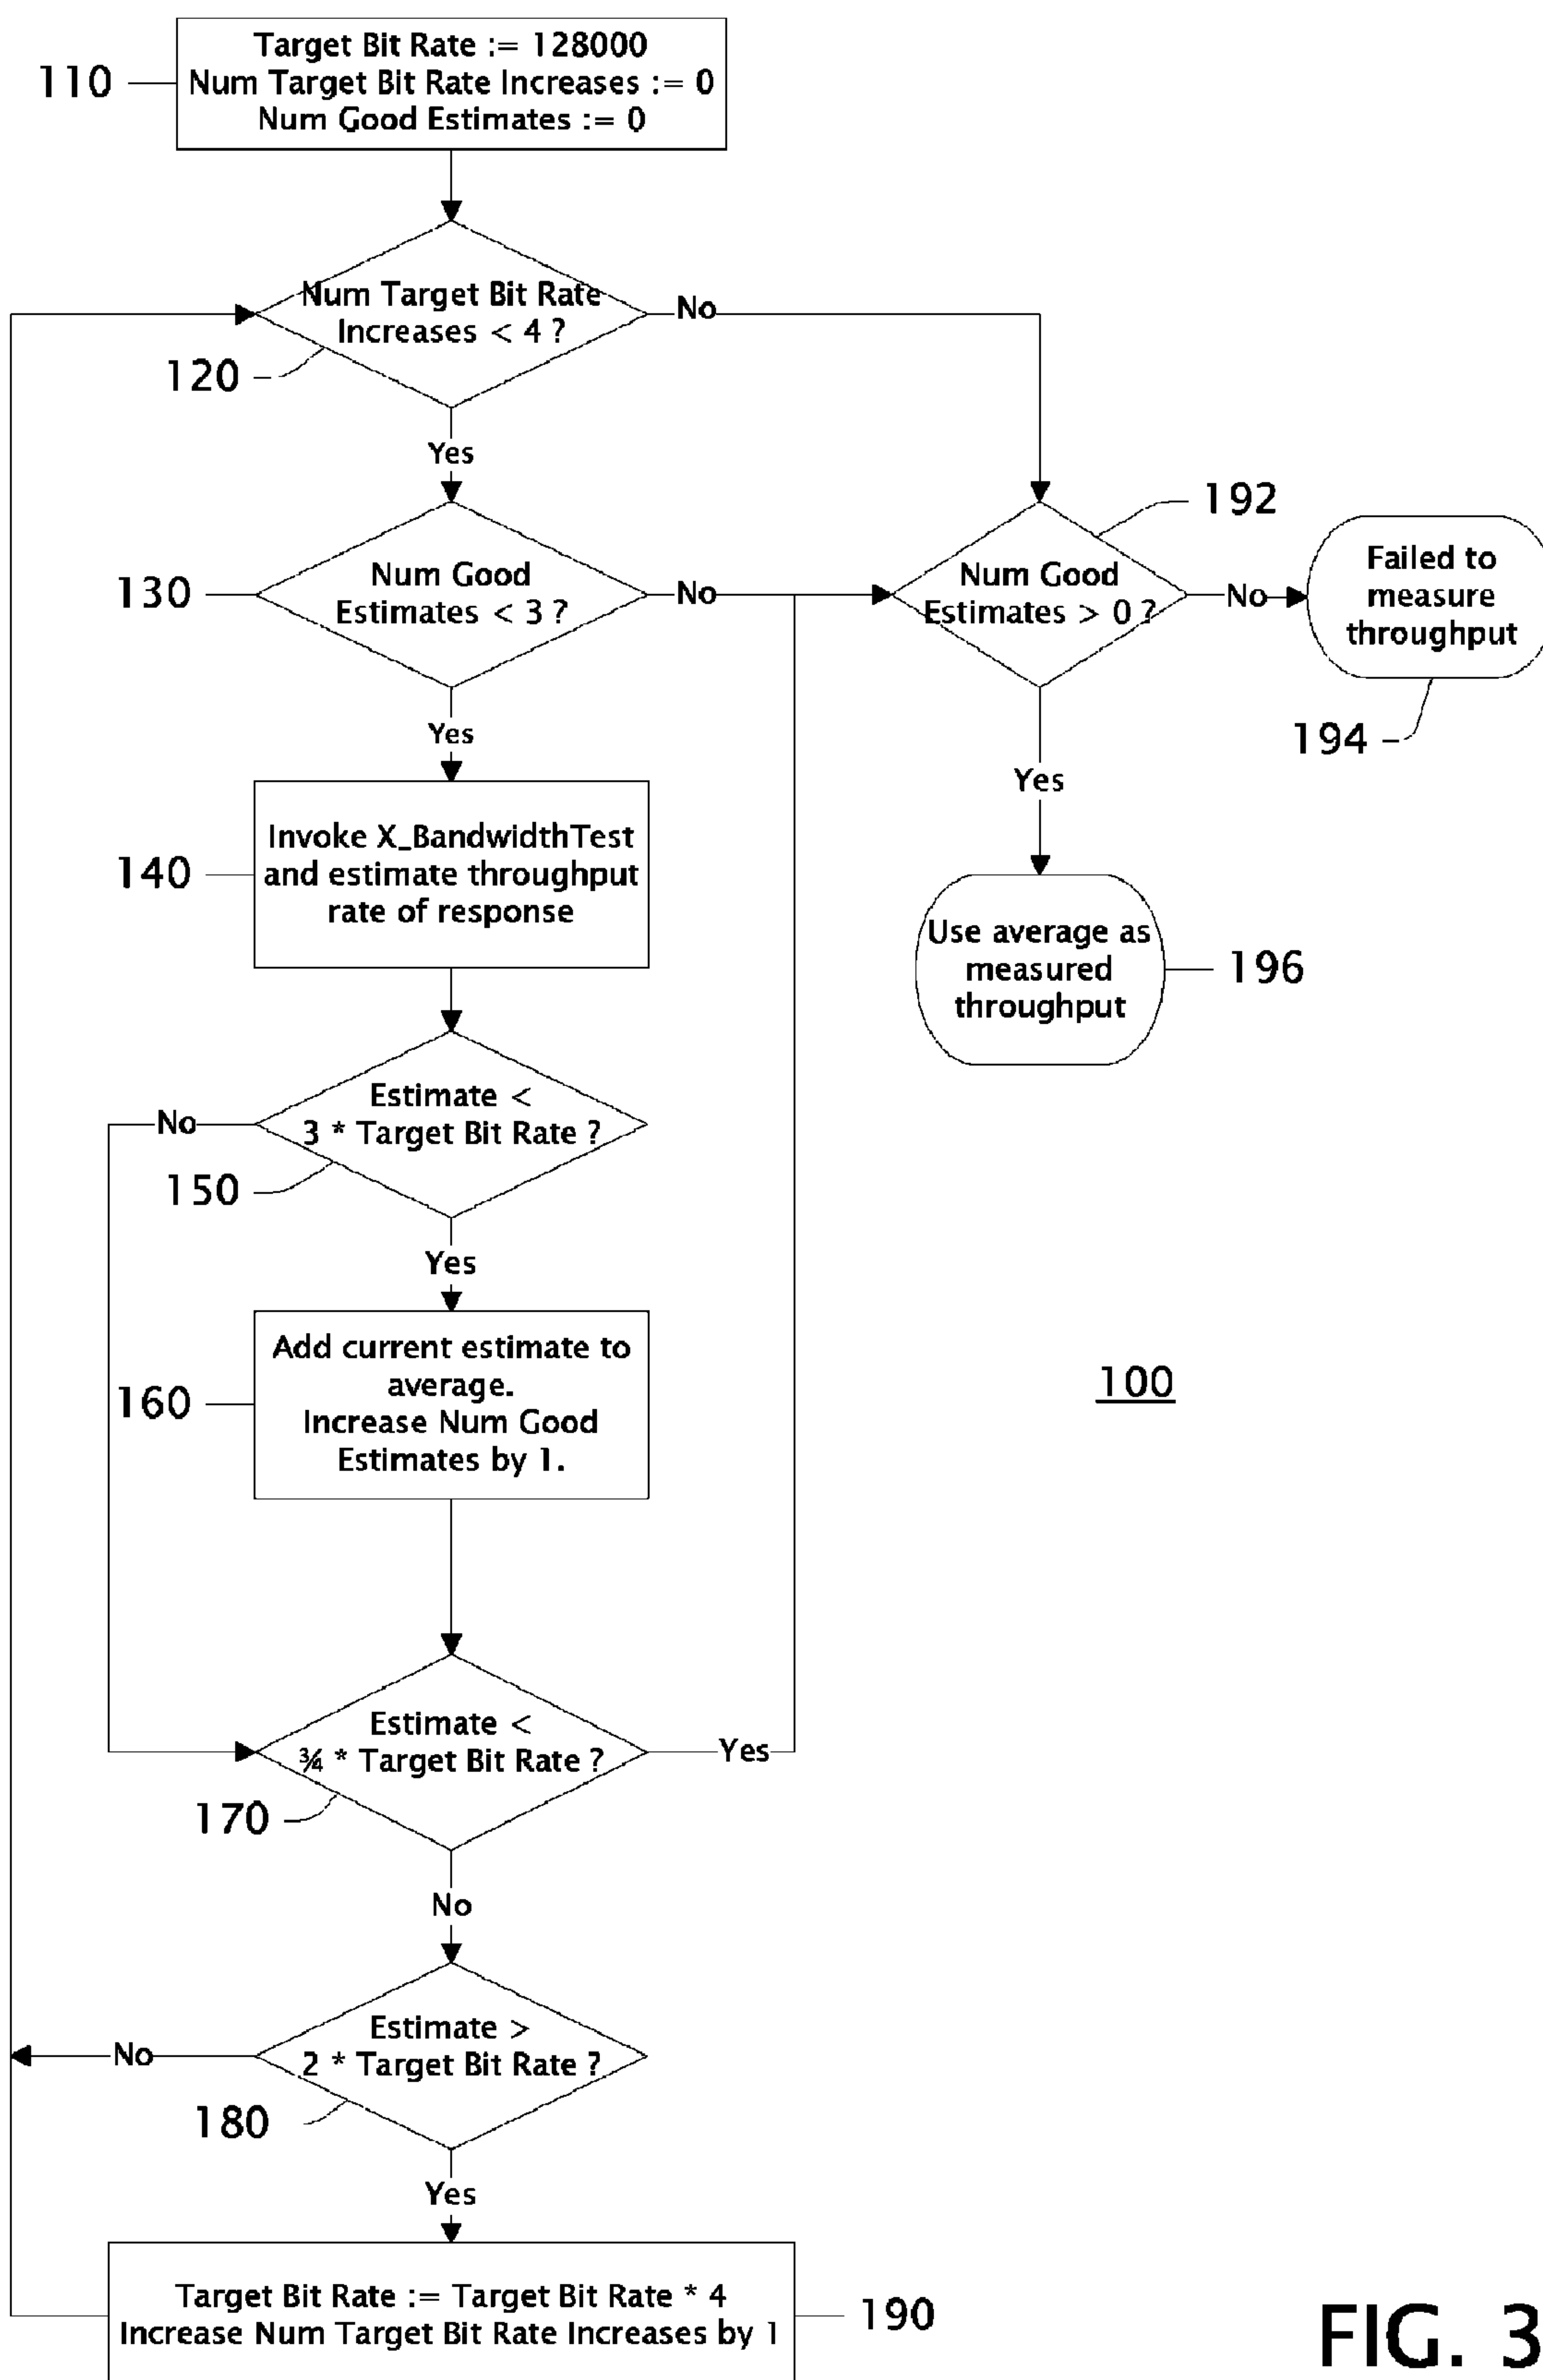 Target Bit Rate := 128000
Num Target Bit Rate Increases := 0
Num Good Estimates := 0
110
Num Target Bit Rate
Increases < 4 ?
No
120
Yes
192
Num Good
Estimates < 3 ?
130
No
Num Good
Estimates > 0 ?
No
Failed to
measure
throughput
194
Yes
Yes
Invoke X_BandwidthTest
and estimate throughput
rate of response
140
Use average as
measured
throughput
196
Estimate <
3 * Target Bit Rate ?
No
150
Yes
Add current estimate to
average.
Increase Num Good
Estimates by 1.
160
100
Estimate <
¾ * Target Bit Rate ?
Yes
170
No
Estimate >
2 * Target Bit Rate ?
No
180
Yes
Target Bit Rate := Target Bit Rate * 4
Increase Num Target Bit Rate Increases by 1
190
FIG. 3